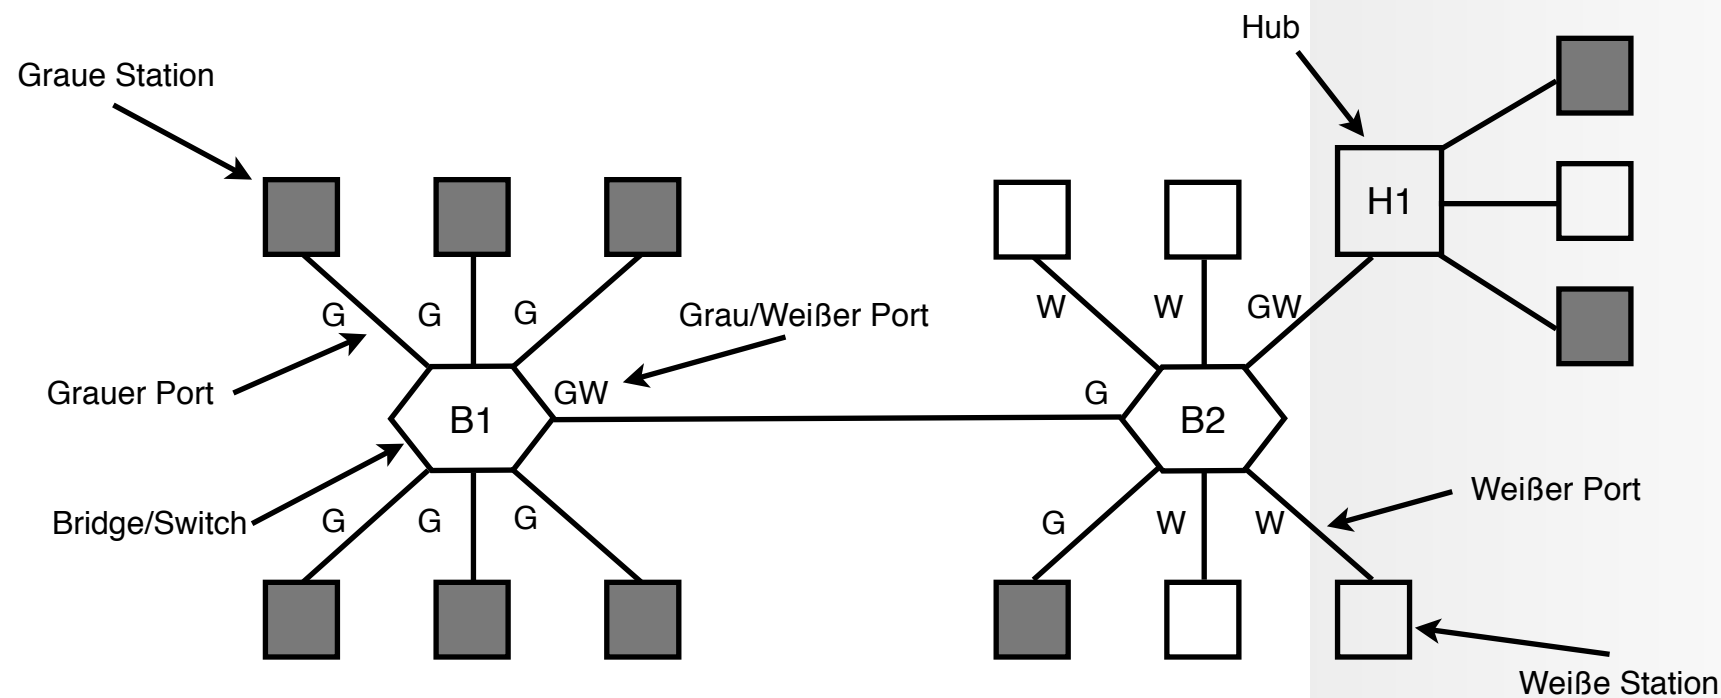 Hub
Graue Station
H1
G
G
G
Grau/Weißer Port
W
W
GW
Grauer Port
GW
G
B1
B2
Bridge/Switch
G
G
G
G
W
W
Weißer Port
Weiße Station